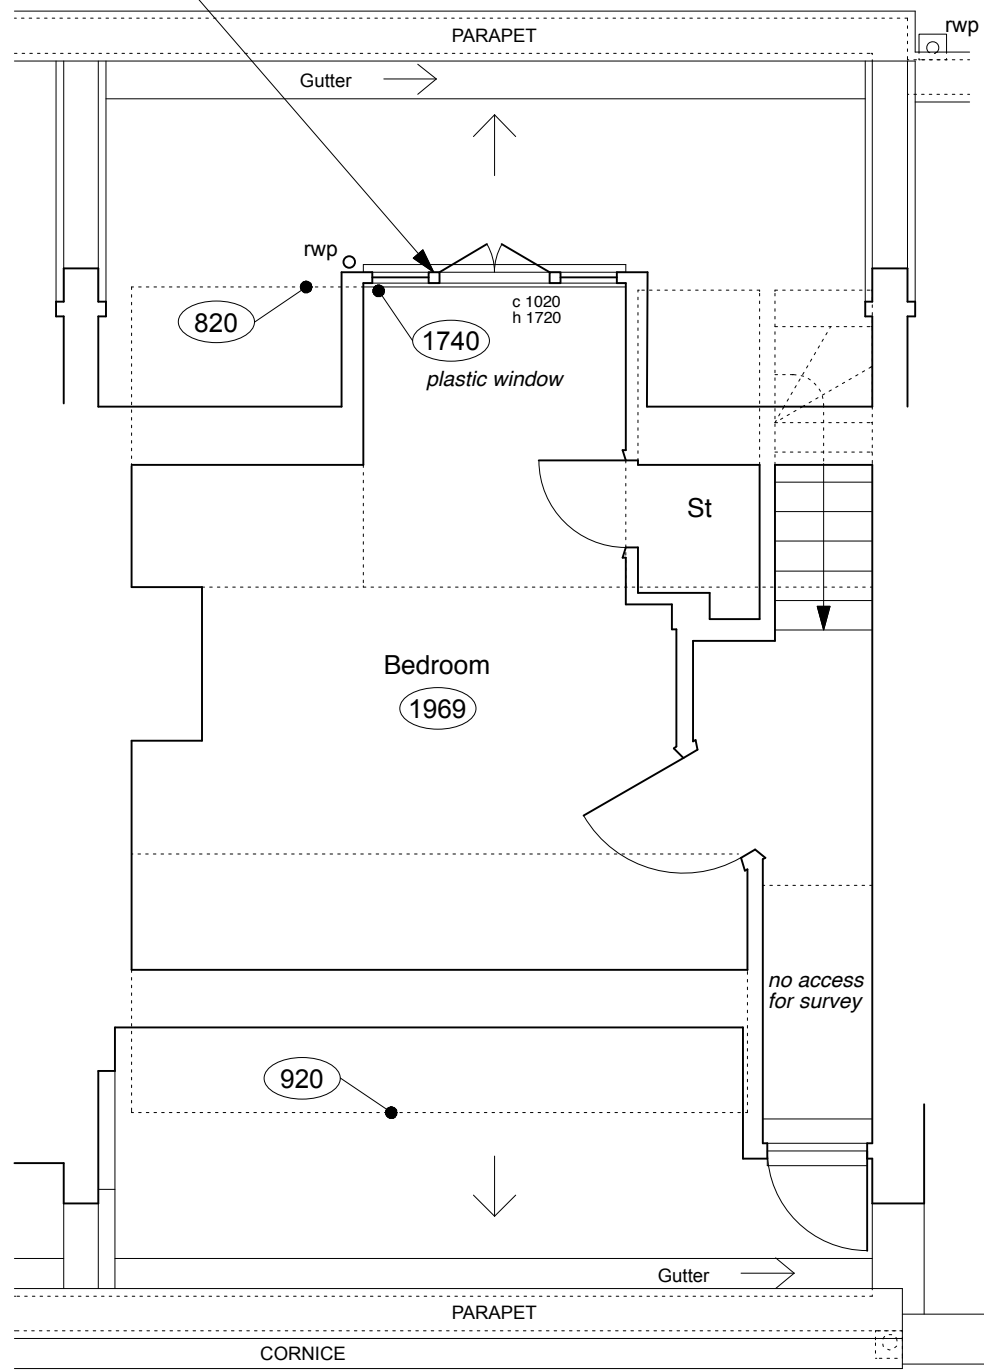 rwp
PARAPET
Gutter
rwp
820
c 1020
h 1720
1740
plastic window
St
Bedroom
1969
no access
for survey
920
Gutter
PARAPET
CORNICE